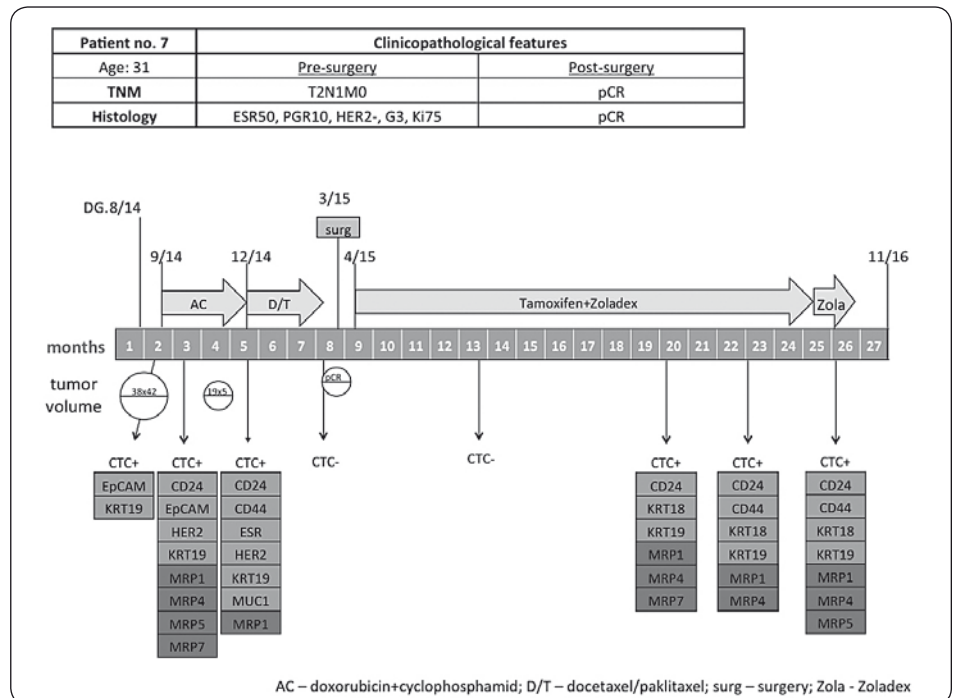 Patient no. 7 Clinicopathological features
Age: 31 Pre-surgery Post-surgery
TNM T2N1M0 pCR
Histology ESR50, PGR10, HER2-, G3, Ki75 pCR
3/15
DG.8/14
surg
9/14 12/14 4/15 11/16
AC D/T Tamoxifen+Zoladex Zola
months 1 2 3 4 5 6 7 8 9 10 11 12 13 14 15 16 17 18 19 20 21 22 23 24 25 26 27
tumor 38x42 19x5 pCR
volume
CTC+ CTC+ CTC+ CTC- CTC- CTC+ CTC+ CTC+
EpCAM CD24 CD24 CD24 CD24 CD24
KRT19 EpCAM CD44 KRT18 CD44 CD44
HER2 ESR KRT19 KRT18 KRT18
KRT19 HER2 MRP1 KRT19 KRT19
MRP1 KRT19 MRP4 MRP1 MRP1
MRP4 MUC1 MRP7 MRP4 MRP4
MRP5 MRP1 MRP5
MRP7
AC – doxorubicin+cyclophosphamid; D/T – docetaxel/paklitaxel; surg – surgery; Zola - Zoladex